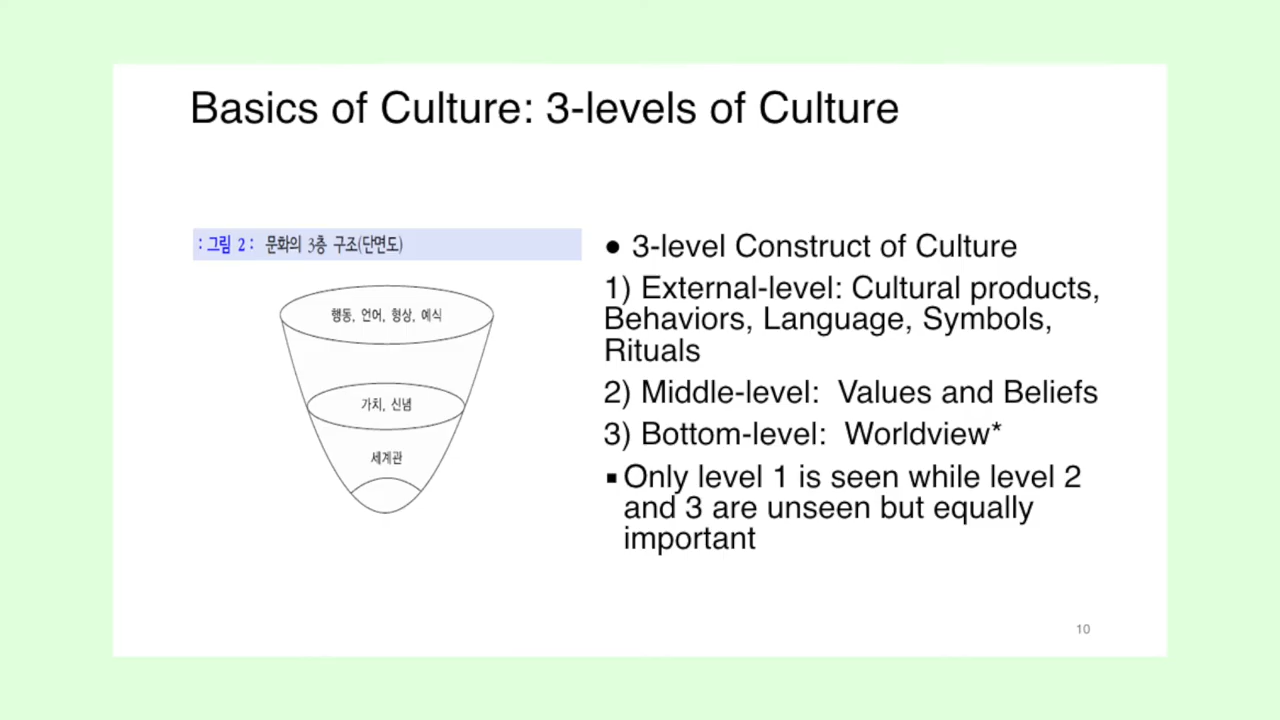 Basics of Culture: 3-levels of Culture
: 그림 2 : 문화의 3층 구조(단면도)
행동, 언어, 형상, 예식
가치, 신념
세계관
● 3-level Construct of Culture
1) External-level: Cultural products,
Behaviors, Language, Symbols,
Rituals
2) Middle-level: Values and Beliefs
3) Bottom-level: Worldview*
▪ Only level 1 is seen while level 2
and 3 are unseen but equally
important
10